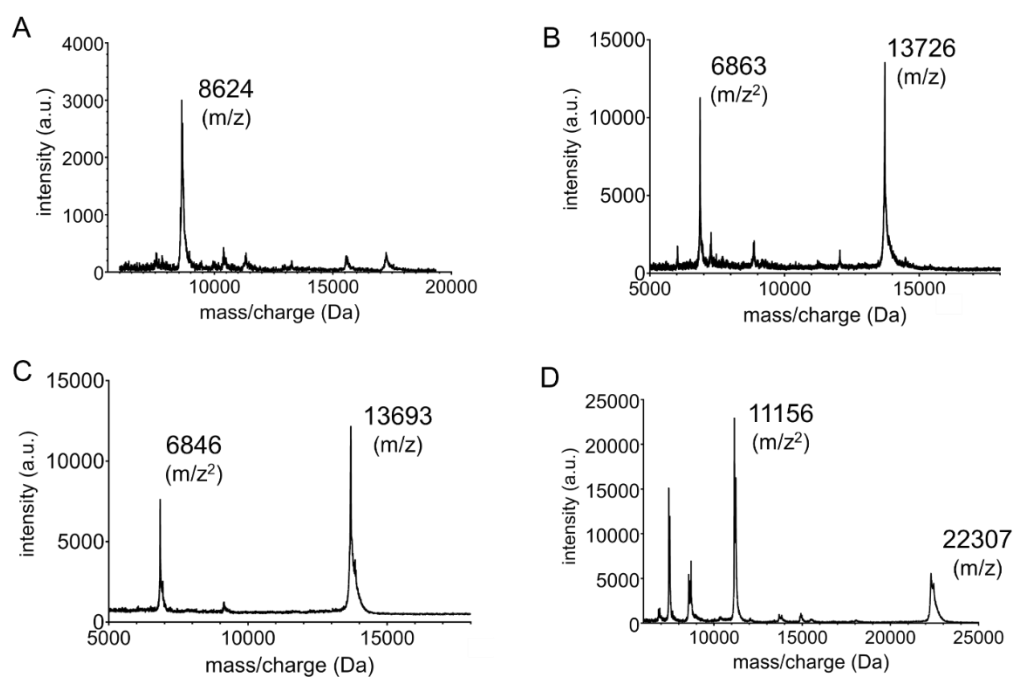 A
4000
3000
2000
1000
0
intensity (a.u.)
8624
(m/z)
10000
15000
20000
mass/charge (Da)
B
15000
10000
5000
0
intensity (a.u.)
6863
(m/z²)
13726
(m/z)
5000
10000
15000
mass/charge (Da)
C
15000
10000
5000
0
intensity (a.u.)
6846
(m/z²)
13693
(m/z)
5000
10000
15000
mass/charge (Da)
D
25000
20000
15000
10000
5000
0
intensity (a.u.)
11156
(m/z²)
22307
(m/z)
10000
15000
20000
25000
mass/charge (Da)